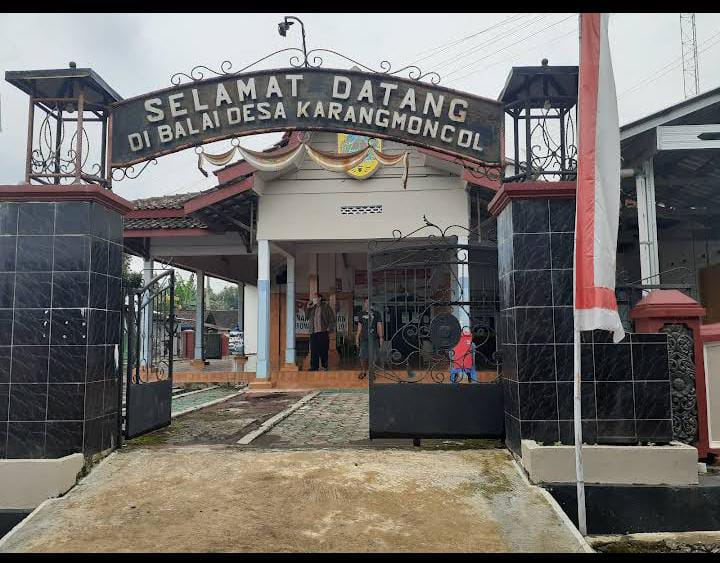 SELAMAT DATANG
DI BALAI DESA KARANGMONCOL